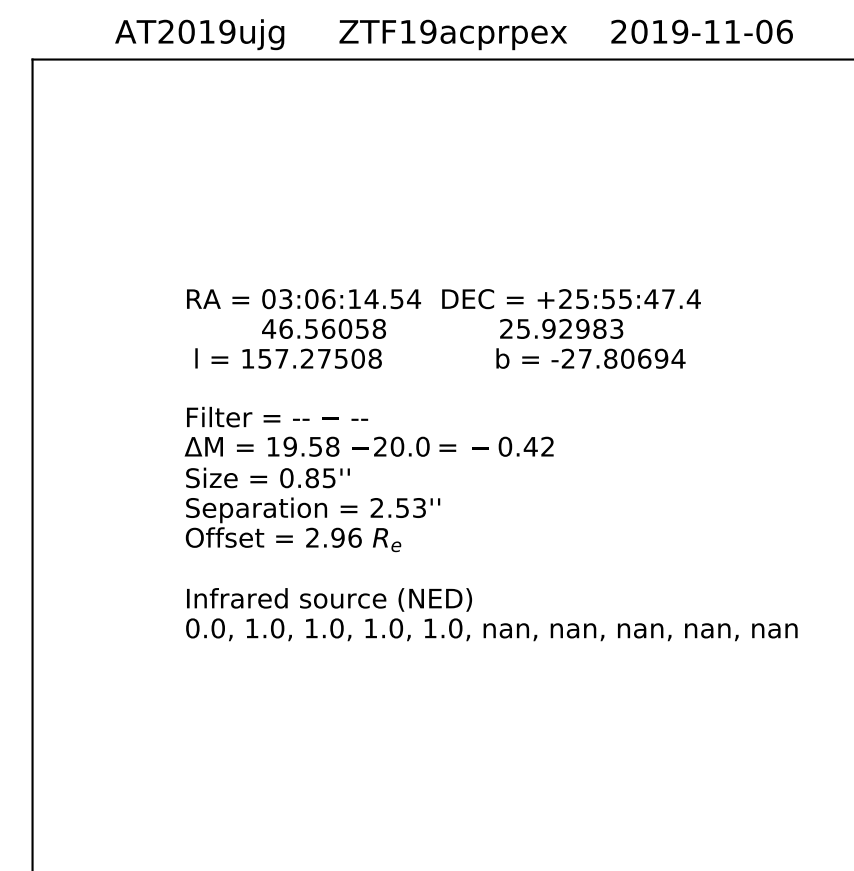 AT2019ujg ZTF19acprpex 2019-11-06
RA = 03:06:14.54 DEC = +25:55:47.4
46.56058 25.92983
l = 157.27508 b = -27.80694
Filter = -- − --
ΔM = 19.58 −20.0 = − 0.42
Size = 0.85''
Separation = 2.53''
Offset = 2.96 Rₑ
Infrared source (NED)
0.0, 1.0, 1.0, 1.0, 1.0, nan, nan, nan, nan, nan